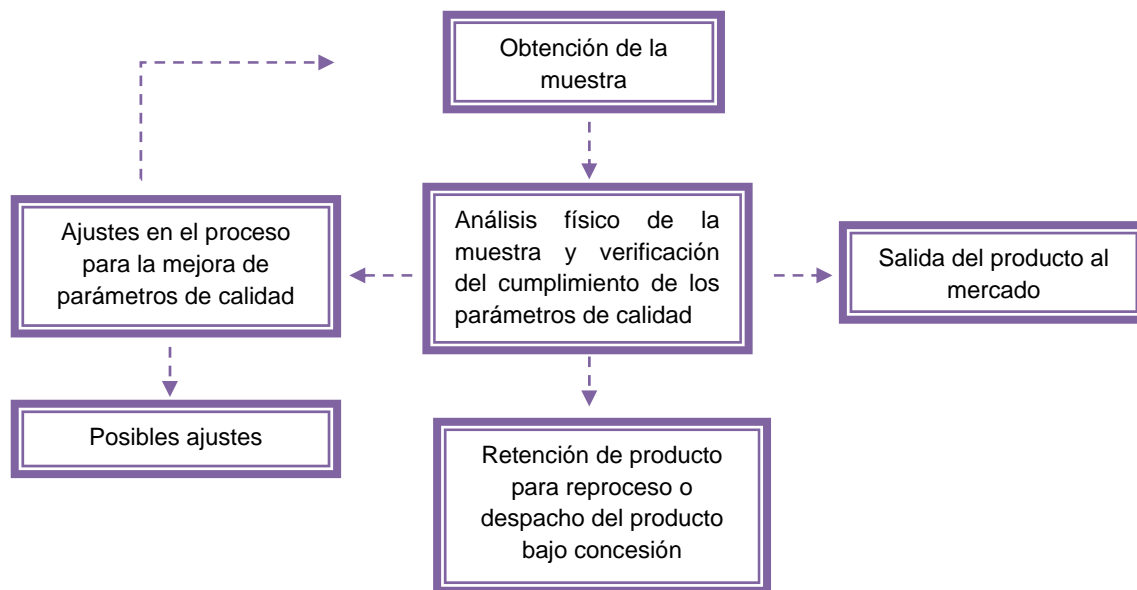 Obtención de la
muestra
Ajustes en el proceso
para la mejora de
parámetros de calidad
Análisis físico de la
muestra y verificación
del cumplimiento de los
parámetros de calidad
Salida del producto al
mercado
Posibles ajustes
Retención de producto
para reproceso o
despacho del producto
bajo concesión